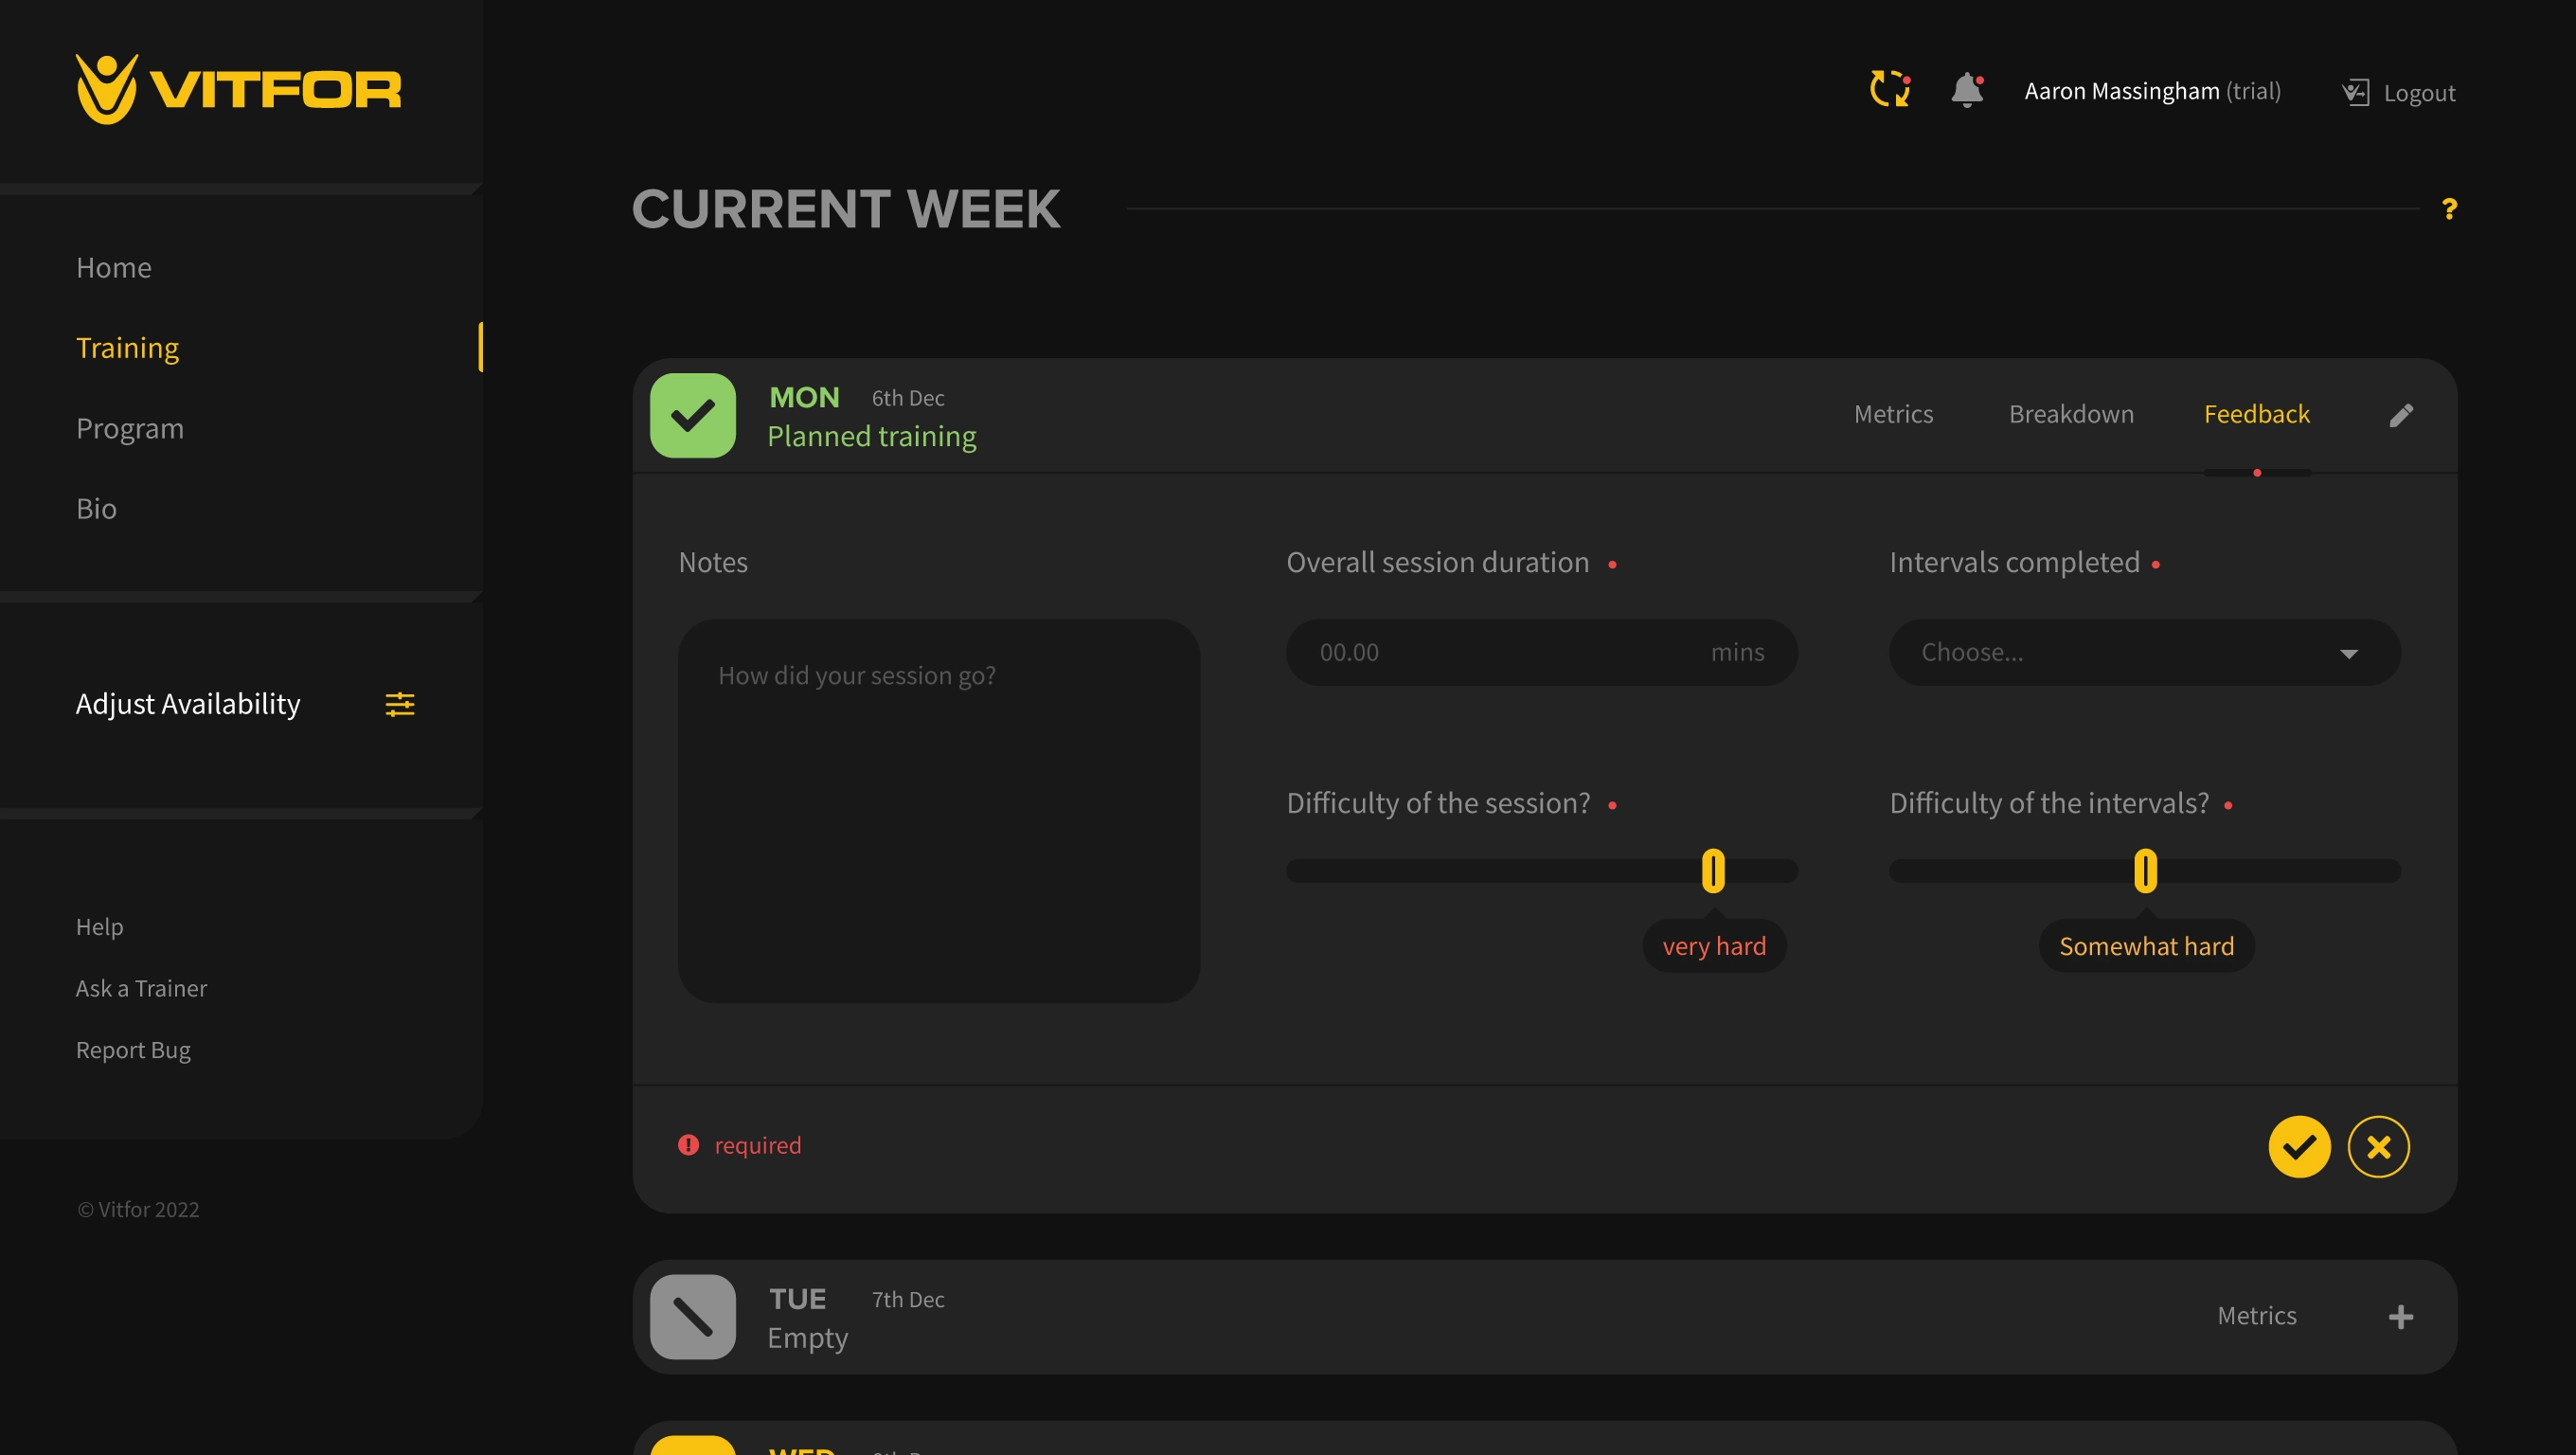 VITFOR
Aaron Massingham (trial)
Logout
CURRENT WEEK
?
Home
Training
Program
Bio
Adjust Availability
Help
Ask a Trainer
Report Bug
© Vitfor 2022
MON 6th Dec
Planned training
Metrics
Breakdown
Feedback
Notes
How did your session go?
Overall session duration
00.00 mins
Intervals completed
Choose...
Difficulty of the session?
very hard
Difficulty of the intervals?
Somewhat hard
required
TUE 7th Dec
Empty
Metrics
WED